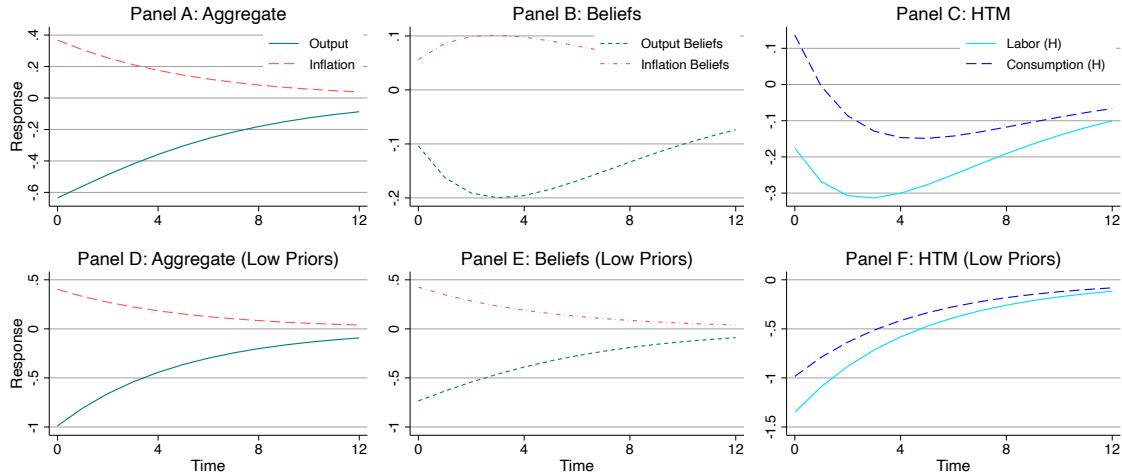 Panel A: Aggregate
Response
.4
.2
0
-.2
-.4
-.6
Output
Inflation
0 4 8 12
Panel B: Beliefs
.1
0
-.1
-.2
Output Beliefs
Inflation Beliefs
0 4 8 12
Panel C: HTM
.1
0
-.1
-.2
-.3
Labor (H)
Consumption (H)
0 4 8 12
Panel D: Aggregate (Low Priors)
Response
.5
0
-.5
-1
0 4 8 12
Time
Panel E: Beliefs (Low Priors)
.5
0
-.5
-1
0 4 8 12
Time
Panel F: HTM (Low Priors)
0
-.5
-1
-1.5
0 4 8 12
Time